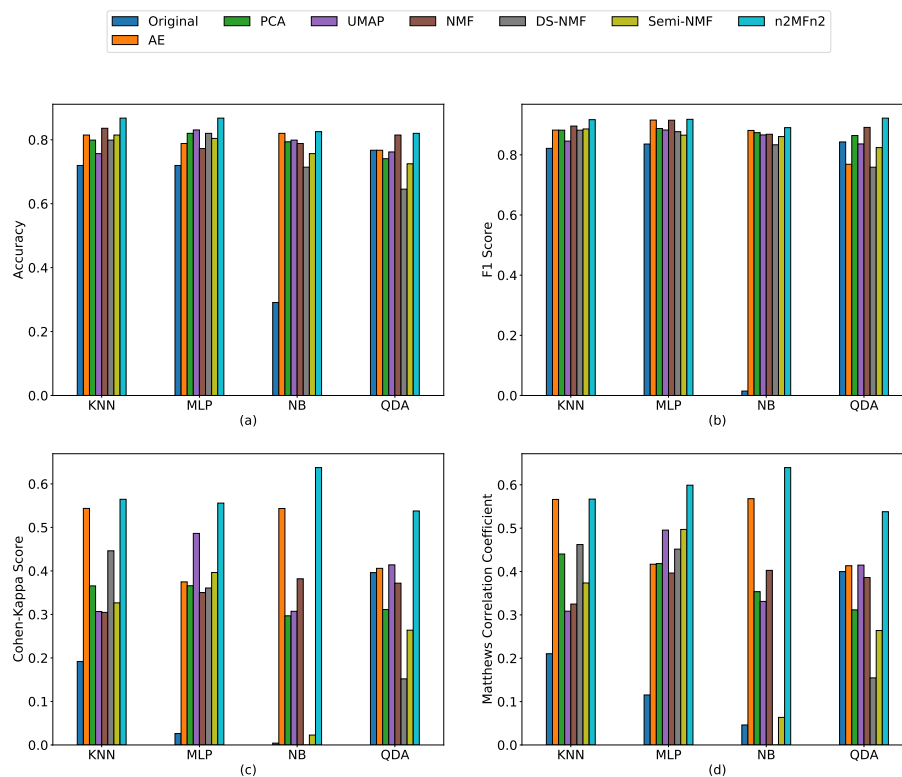 Original PCA UMAP NMF DS-NMF Semi-NMF n2MFn2
AE
Accuracy
0.8
0.6
0.4
0.2
0.0
KNN MLP NB QDA
(a)
F1 Score
0.8
0.6
0.4
0.2
0.0
KNN MLP NB QDA
(b)
Cohen-Kappa Score
0.6
0.5
0.4
0.3
0.2
0.1
0.0
KNN MLP NB QDA
(c)
Matthews Correlation Coefficient
0.6
0.5
0.4
0.3
0.2
0.1
0.0
KNN MLP NB QDA
(d)